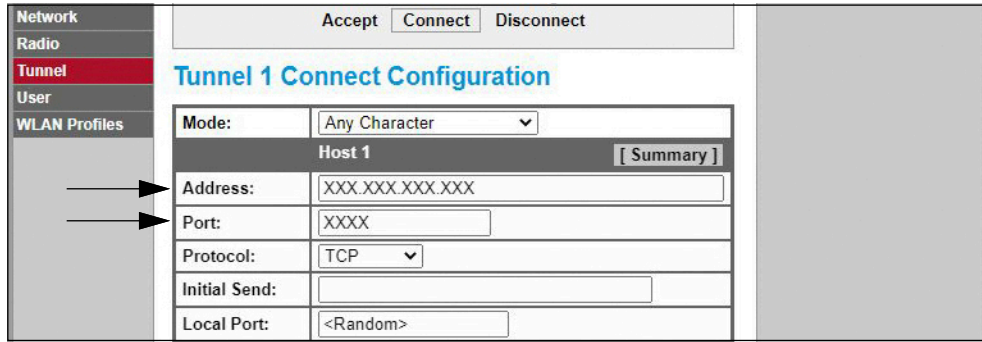 Network
Radio
Tunnel
User
WLAN Profiles
Accept Connect Disconnect
Tunnel 1 Connect Configuration
Mode: Any Character
Host 1 [ Summary ]
Address: XXX.XXX.XXX.XXX
Port: XXXX
Protocol: TCP
Initial Send:
Local Port: <Random>